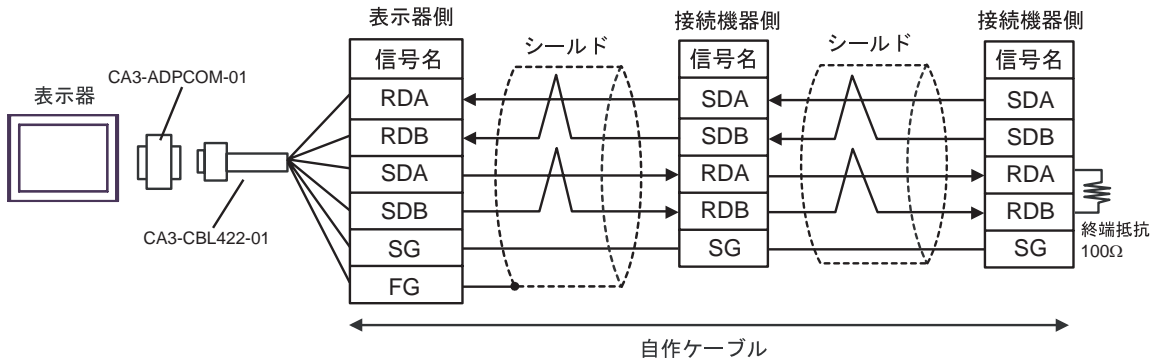 表示器
CA3-ADPCOM-01
CA3-CBL422-01
表示器側
信号名
RDA
RDB
SDA
SDB
SG
FG
シールド
接続機器側
信号名
SDA
SDB
RDA
RDB
SG
シールド
接続機器側
信号名
SDA
SDB
RDA
RDB
SG
終端抵抗
100Ω
自作ケーブル